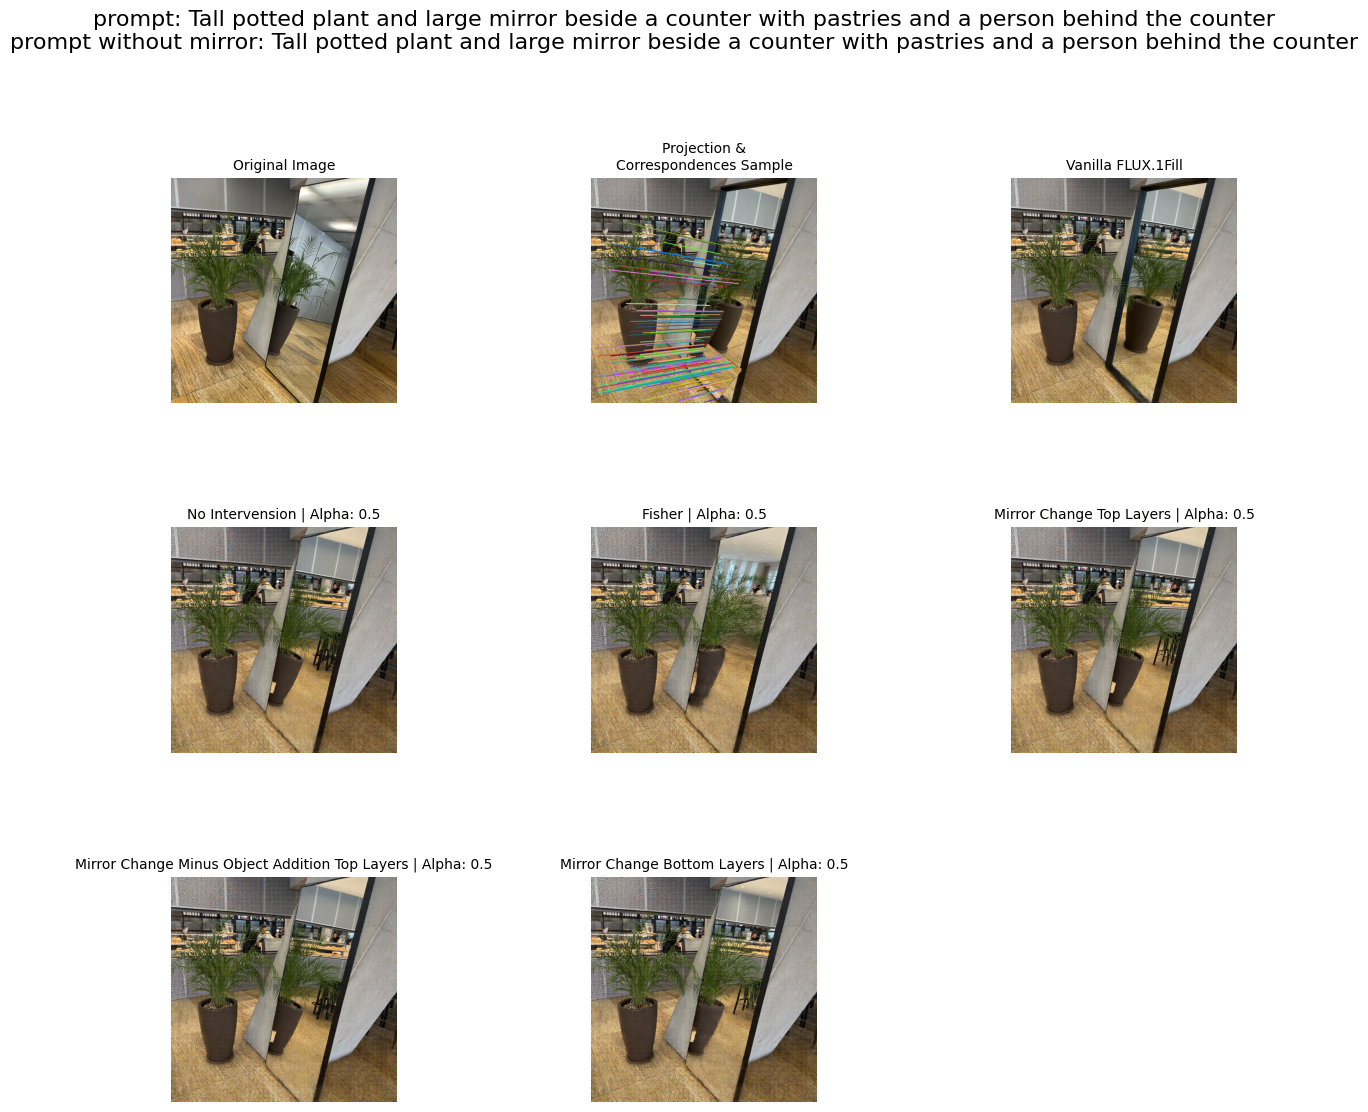 prompt: Tall potted plant and large mirror beside a counter with pastries and a person behind the counter
prompt without mirror: Tall potted plant and large mirror beside a counter with pastries and a person behind the counter
Original Image
Projection &
Correspondences Sample
Vanilla FLUX.1Fill
No Intervension | Alpha: 0.5
Fisher | Alpha: 0.5
Mirror Change Top Layers | Alpha: 0.5
Mirror Change Minus Object Addition Top Layers | Alpha: 0.5
Mirror Change Bottom Layers | Alpha: 0.5